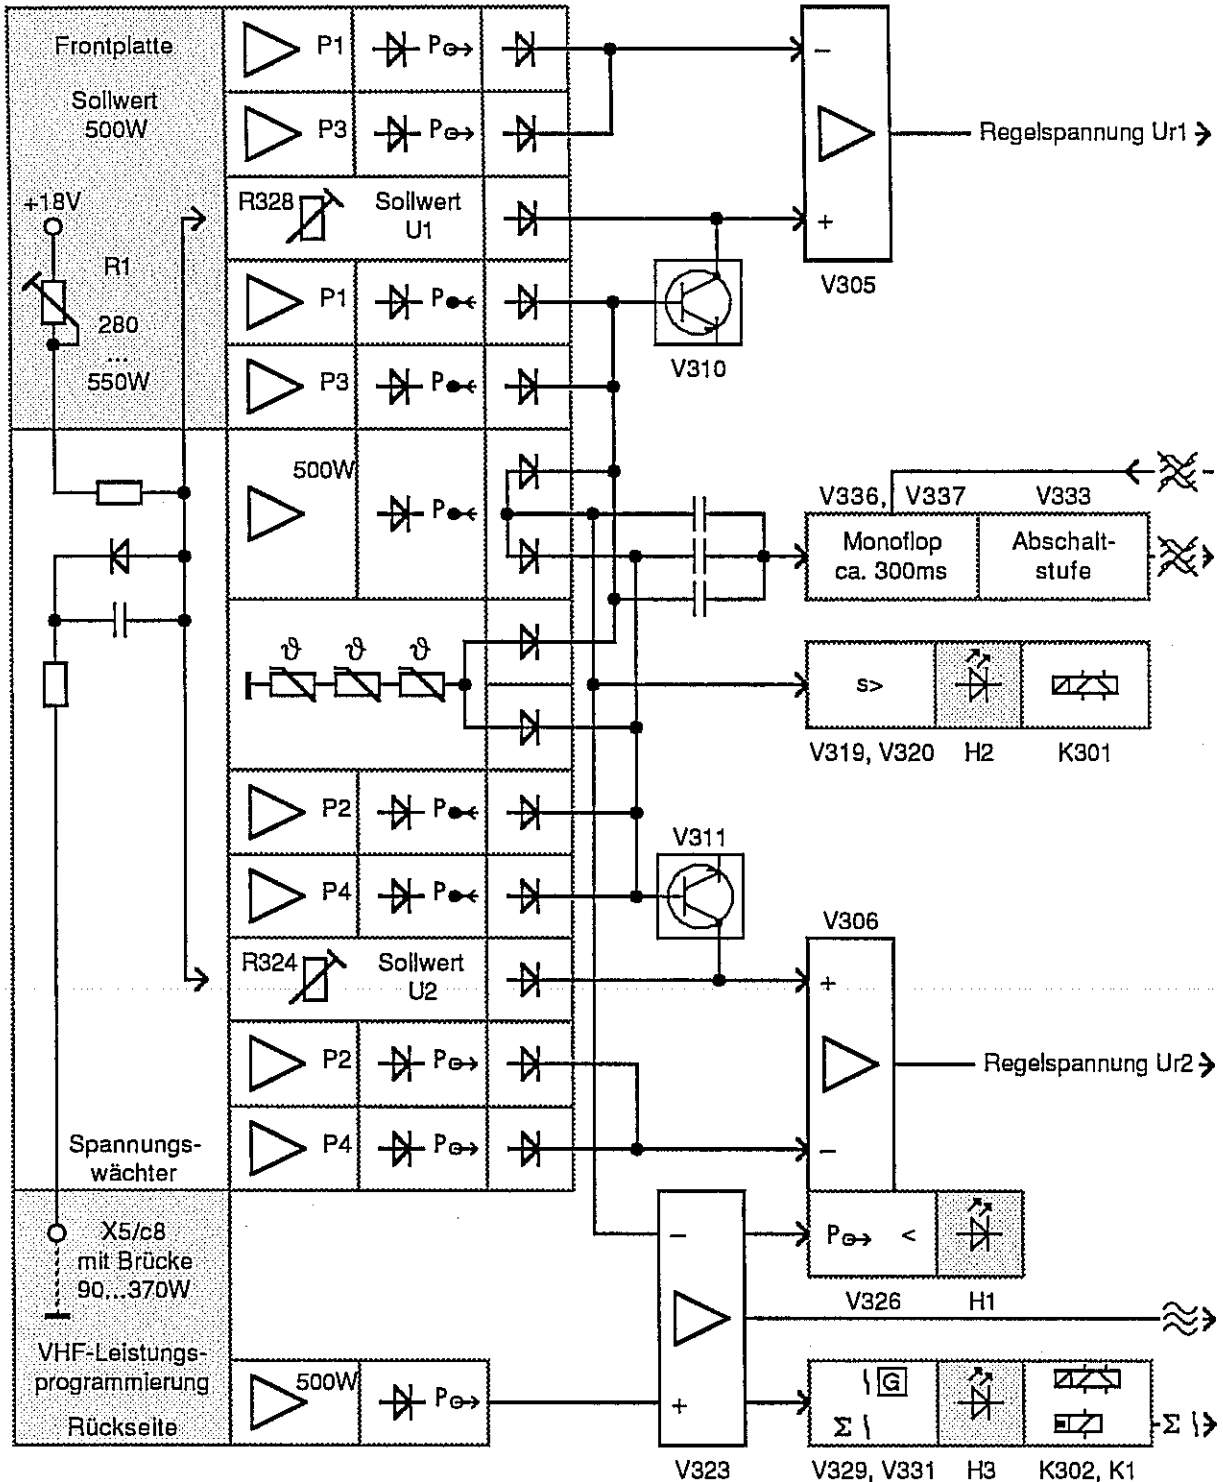 Frontplatte
Sollwert
500W
+18V
R1
280
...
550W
P1
P
P3
P
R328
Sollwert
U1
P1
P
P3
P
500W
P
ϑ ϑ ϑ
P2
P
P4
P
R324
Sollwert
U2
P2
P
P4
P
Spannungs-
wächter
X5/c8
mit Brücke
90...370W
VHF-Leistungs-
programmierung
Rückseite
500W
P
−
+
V305
Regelspannung Ur1
V310
V336, V337
V333
Monoflop
ca. 300ms
Abschalt-
stufe
s>
V319, V320
H2
K301
V311
V306
+
−
Regelspannung Ur2
P <
V326
H1
−
+
V323
G
Σ
Σ
V329, V331
H3
K302, K1